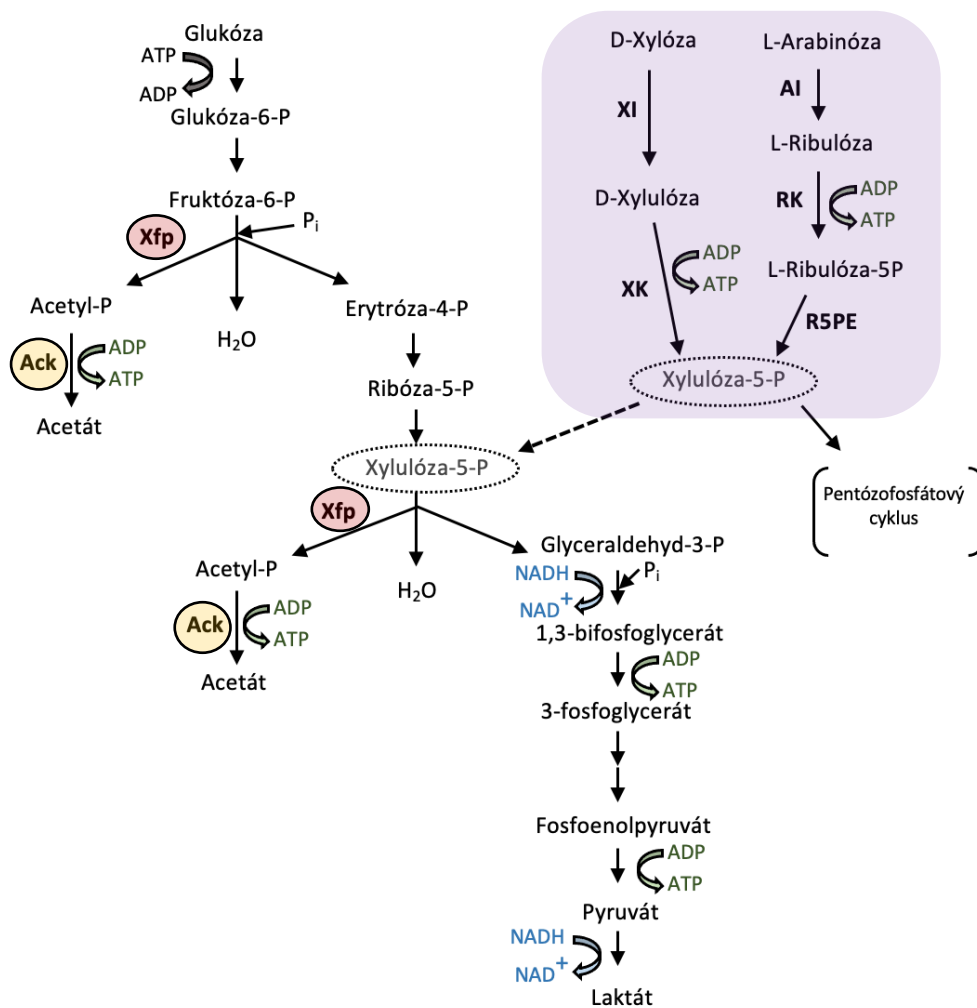 Glukóza
ATP
ADP
Glukóza-6-P
Fruktóza-6-P
P i
Xfp
Acetyl-P
H2O
Erytróza-4-P
Ack
ADP
ATP
Acetát
Ribóza-5-P
Xylulóza-5-P
Xfp
Acetyl-P
H2O
Glyceraldehyd-3-P
Ack
ADP
ATP
Acetát
NADH
P i
NAD+
1,3-bifosfoglycerát
ADP
ATP
3-fosfoglycerát
Fosfoenolpyruvát
ADP
ATP
Pyruvát
NADH
NAD+
Laktát
D-Xylóza
XI
D-Xylulóza
XK
ADP
ATP
L-Arabinóza
AI
L-Ribulóza
RK
ADP
ATP
L-Ribulóza-5P
R5PE
Xylulóza-5-P
Pentózofosfátový
cyklus